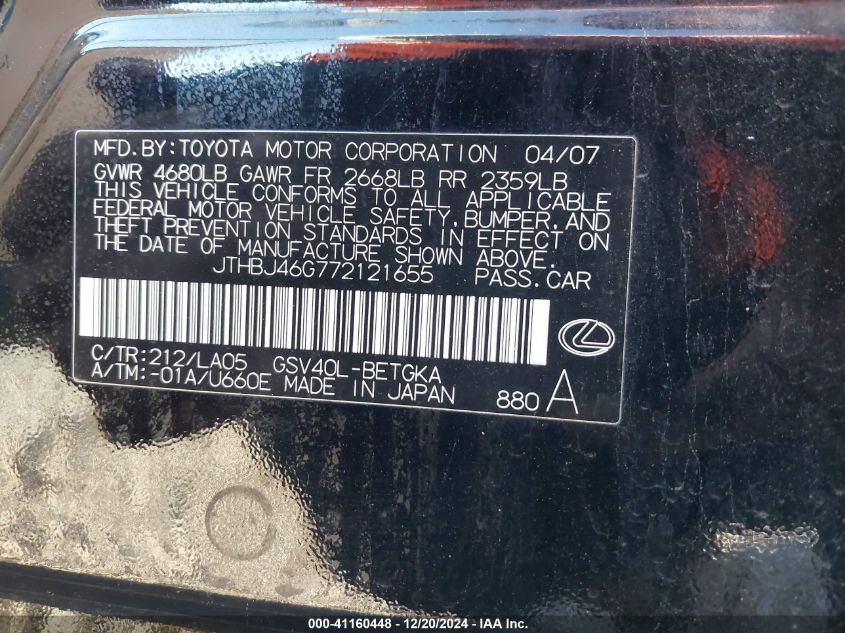 MFD. BY: TOYOTA MOTOR CORPORATION 04/07
GVWR 4680LB GAWR FR 2668LB RR 2359LB
THIS VEHICLE CONFORMS TO ALL APPLICABLE
FEDERAL MOTOR VEHICLE SAFETY, BUMPER, AND
THEFT PREVENTION STANDARDS IN EFFECT ON
THE DATE OF MANUFACTURE SHOWN ABOVE.
JTHBJ46G772121655 PASS. CAR
C/TR: 212/LA05 GSV40L-BETGKA
A/TM: -01A/U660E MADE IN JAPAN 880 A
000-41160448 - 12/20/2024 - IAA Inc.